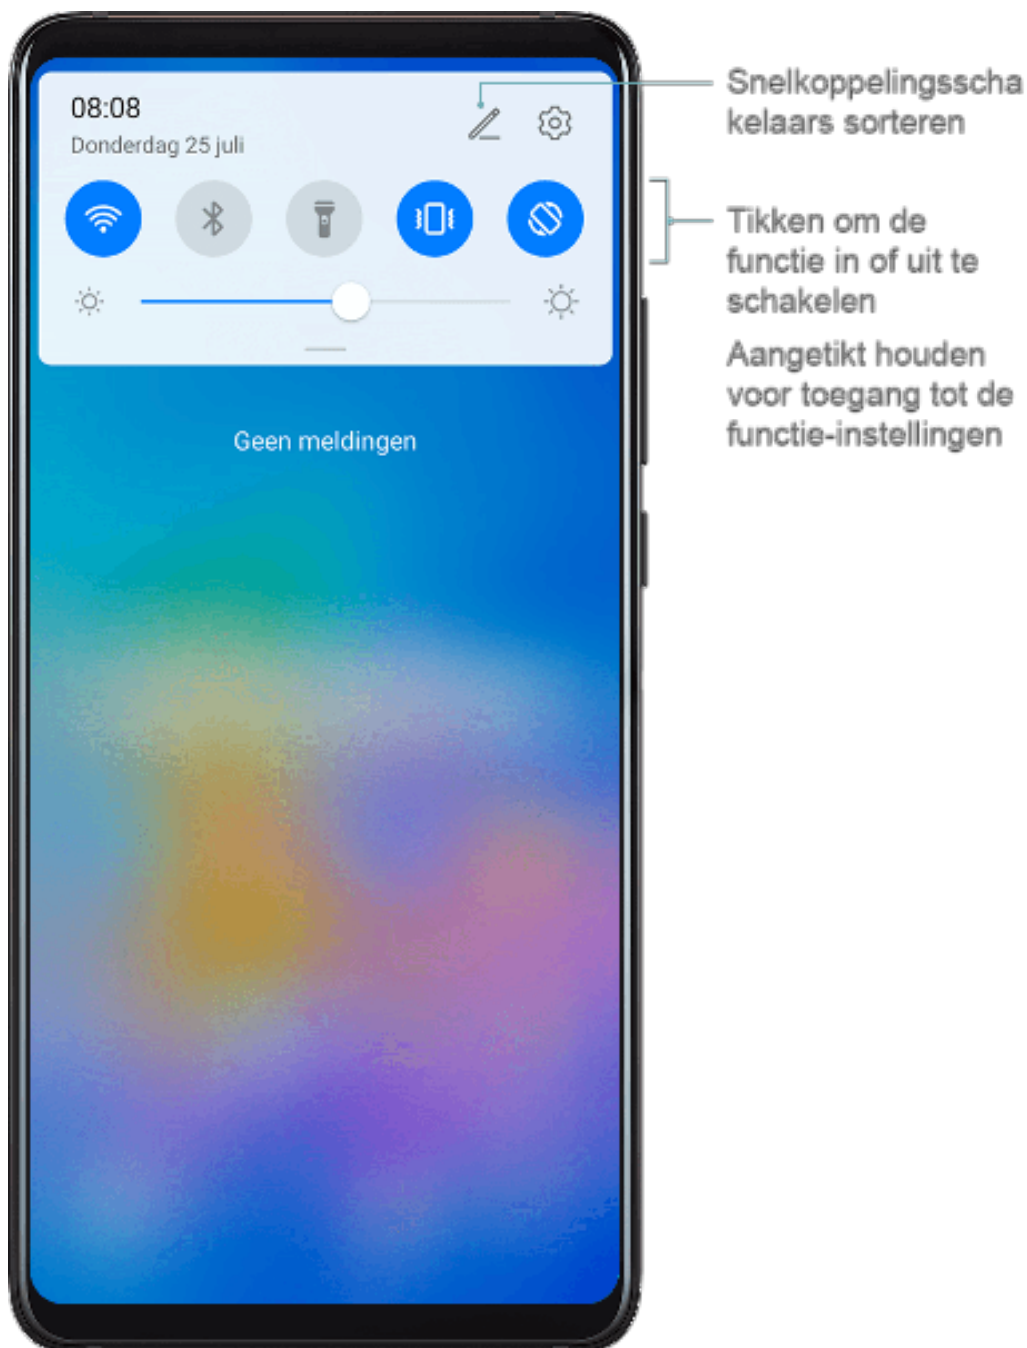 08:08
Donderdag 25 juli
Geen meldingen
Snelkoppelingsscha
kelaars sorteren
Tikken om de
functie in of uit te
schakelen
Aangetikt houden
voor toegang tot de
functie-instellingen